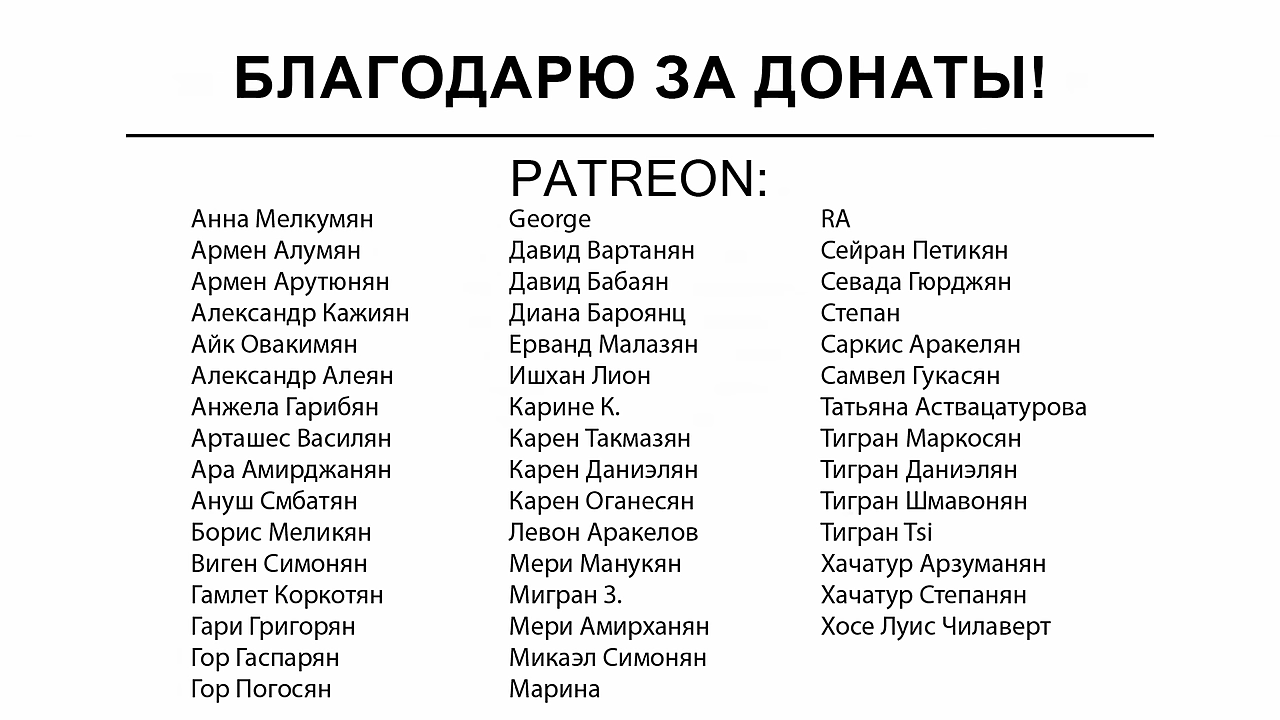 БЛАГОДАРЮ ЗА ДОНАТЫ!
PATREON:
Анна Мелкумян
Армен Алумян
Армен Арутюнян
Александр Кажиян
Айк Овакимян
Александр Алеян
Анжела Гарибян
Арташес Василян
Ара Амирджанян
Ануш Смбатян
Борис Меликян
Виген Симонян
Гамлет Коркотян
Гари Григорян
Гор Гаспарян
Гор Погосян
George
Давид Вартанян
Давид Бабаян
Диана Бароянц
Ерванд Малазян
Ишхан Лион
Карине К.
Карен Такмазян
Карен Даниэлян
Карен Оганесян
Левон Аракелов
Мери Манукян
Мигран З.
Мери Амирханян
Микаэл Симонян
Марина
RA
Сейран Петикян
Севада Гюрджян
Степан
Саркис Аракелян
Самвел Гукасян
Татьяна Аствацатурова
Тигран Маркосян
Тигран Даниэлян
Тигран Шмавонян
Тигран Tsi
Хачатур Арзуманян
Хачатур Степанян
Хосе Луис Чилаверт